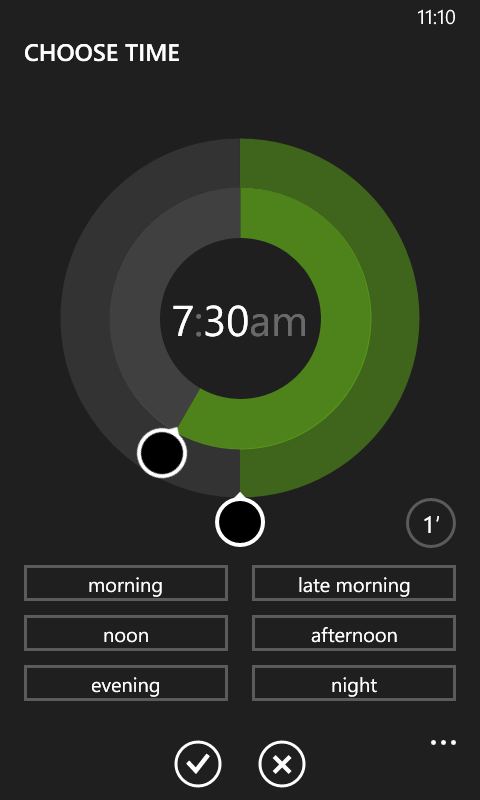 11:10
CHOOSE TIME
7:30am
1′
morning
late morning
noon
afternoon
evening
night